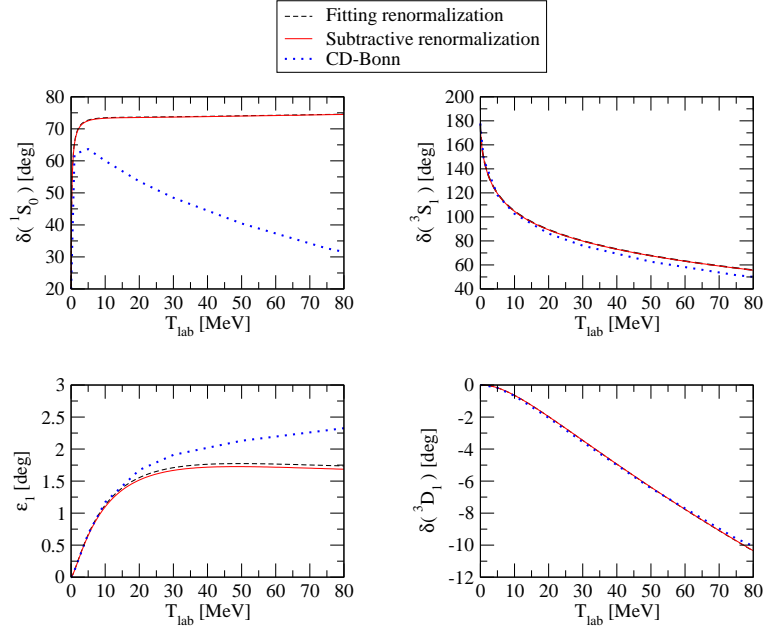 Fitting renormalization
Subtractive renormalization
CD-Bonn
80
70
60
50
40
30
20
δ( ¹S₀ ) [deg]
0 10 20 30 40 50 60 70 80
T_lab [MeV]
200
180
160
140
120
100
80
60
40
δ( ³S₁ ) [deg]
0 10 20 30 40 50 60 70 80
T_lab [MeV]
3
2.5
2
1.5
1
0.5
0
ε₁ [deg]
0 10 20 30 40 50 60 70 80
T_lab [MeV]
0
-2
-4
-6
-8
-10
-12
δ( ³D₁ ) [deg]
0 10 20 30 40 50 60 70 80
T_lab [MeV]